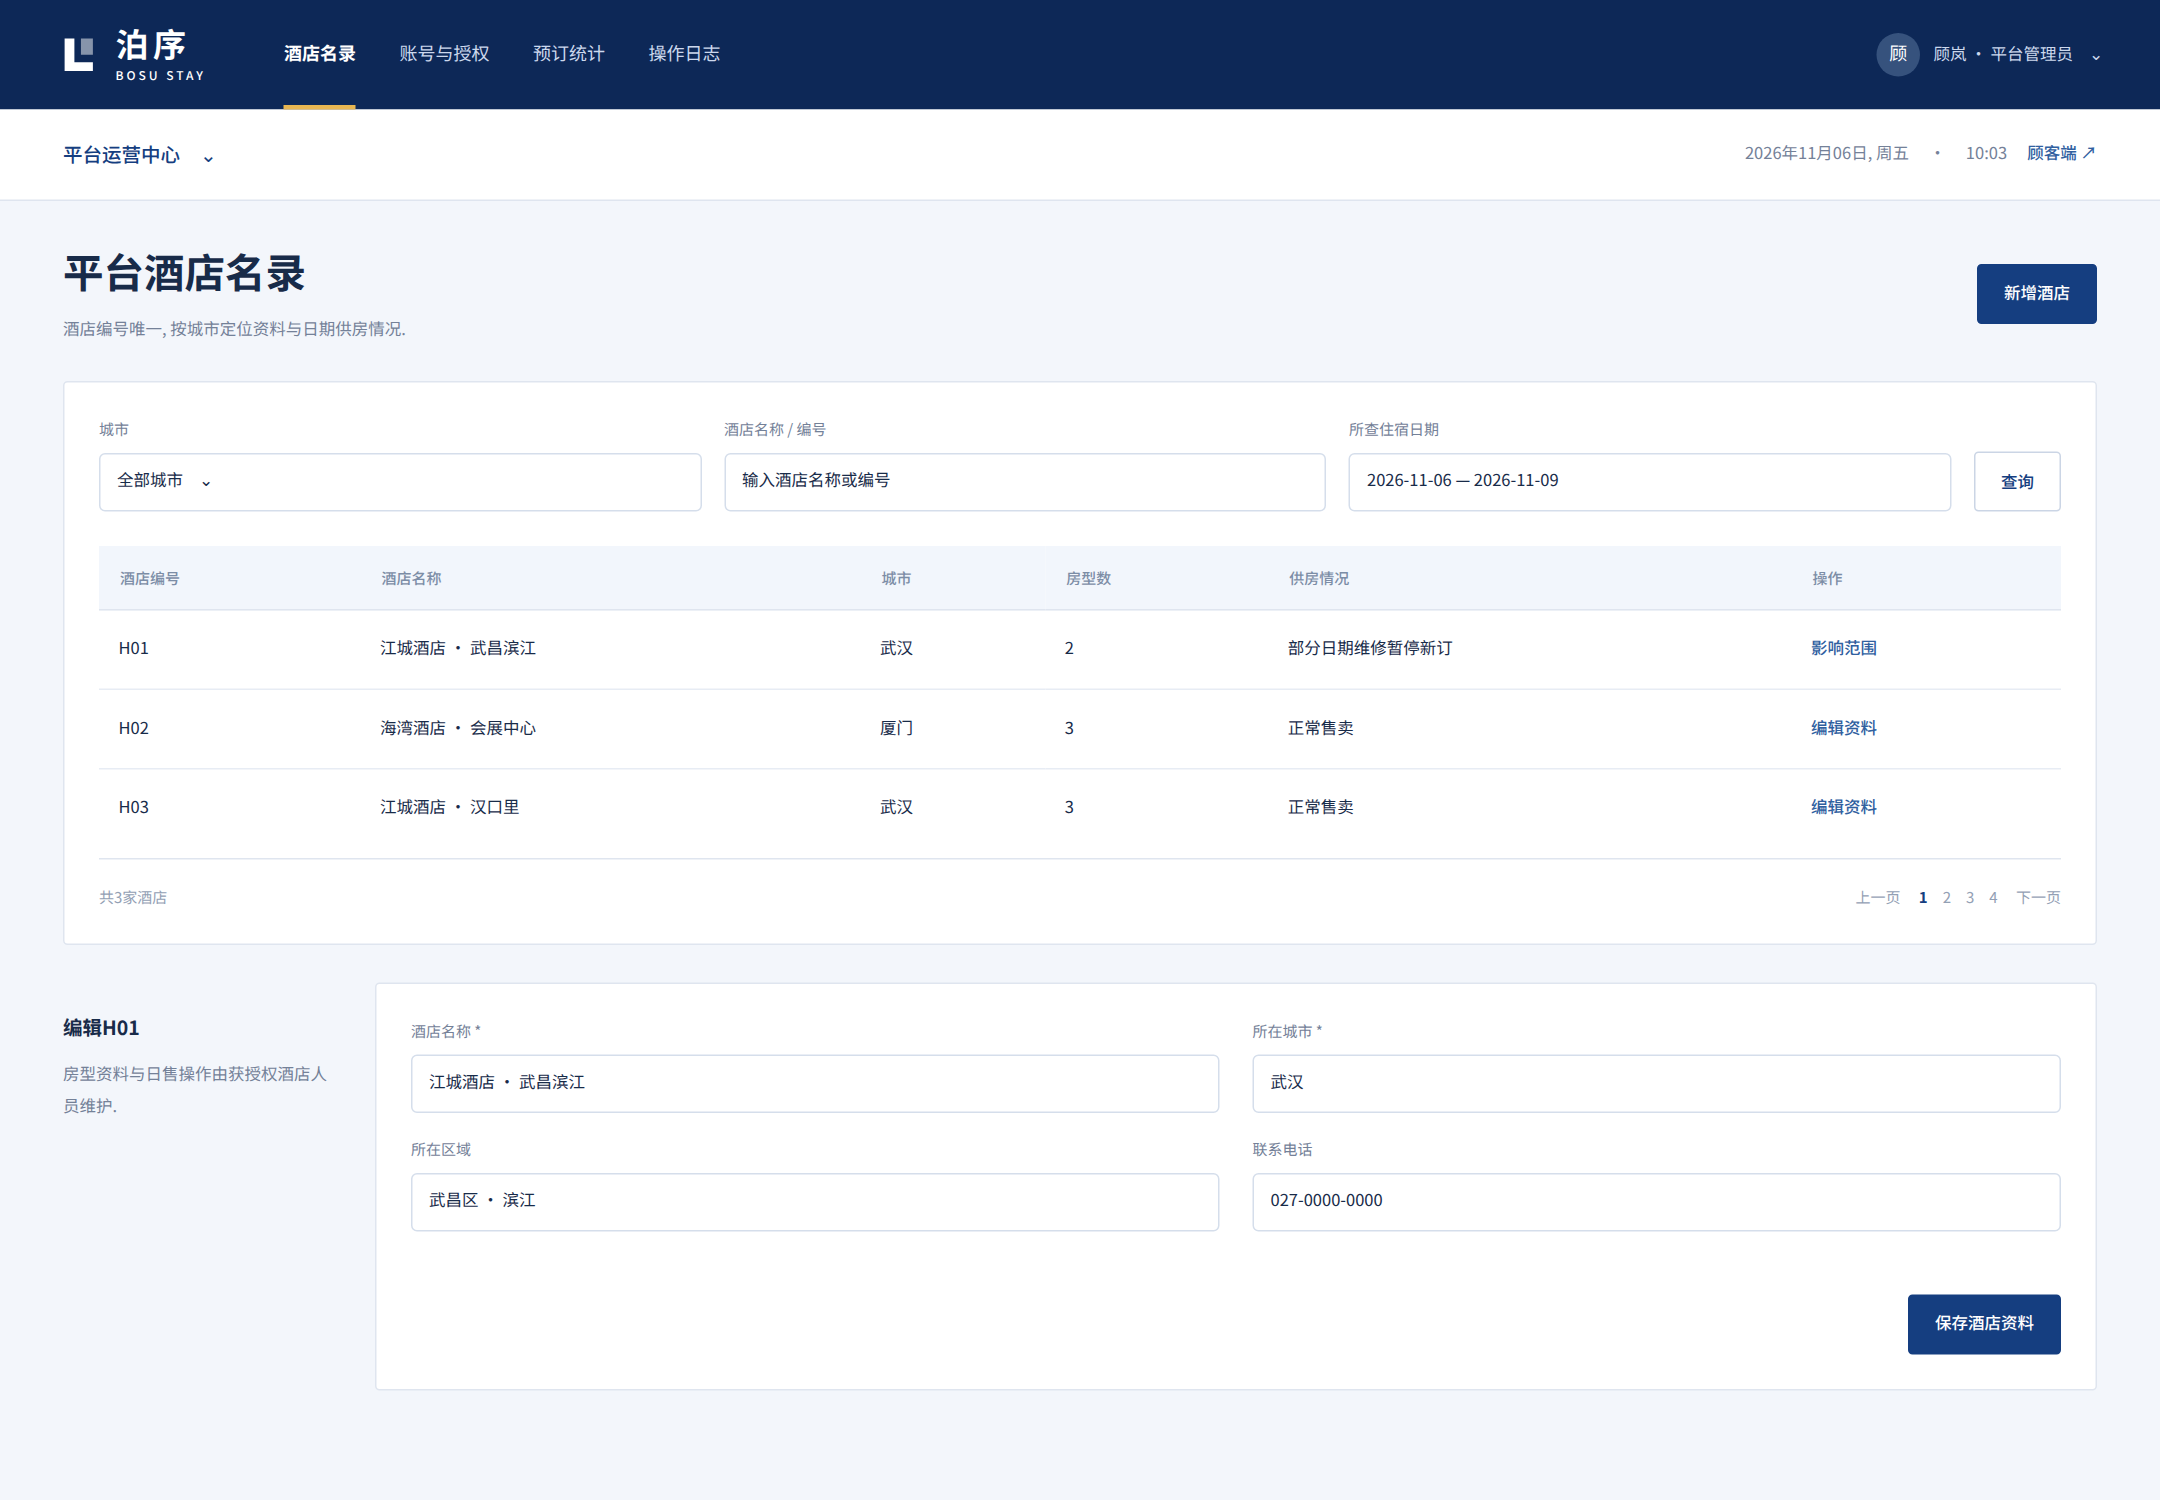 泊序
BOSU STAY
酒店名录 账号与授权 预订统计 操作日志
顾 顾岚 · 平台管理员
平台运营中心
2026年11月06日, 周五 · 10:03 顾客端 ↗
平台酒店名录
新增酒店
酒店编号唯一, 按城市定位资料与日期供房情况.
城市 酒店名称 / 编号 所查住宿日期
全部城市 输入酒店名称或编号 2026-11-06 — 2026-11-09 查询
酒店编号 酒店名称 城市 房型数 供房情况 操作
H01 江城酒店 · 武昌滨江 武汉 2 部分日期维修暂停新订 影响范围
H02 海湾酒店 · 会展中心 厦门 3 正常售卖 编辑资料
H03 江城酒店 · 汉口里 武汉 3 正常售卖 编辑资料
共3家酒店 上一页 1 2 3 4 下一页
编辑H01
房型资料与日售操作由获授权酒店人
员维护.
酒店名称 * 所在城市 *
江城酒店 · 武昌滨江 武汉
所在区域 联系电话
武昌区 · 滨江 027-0000-0000
保存酒店资料